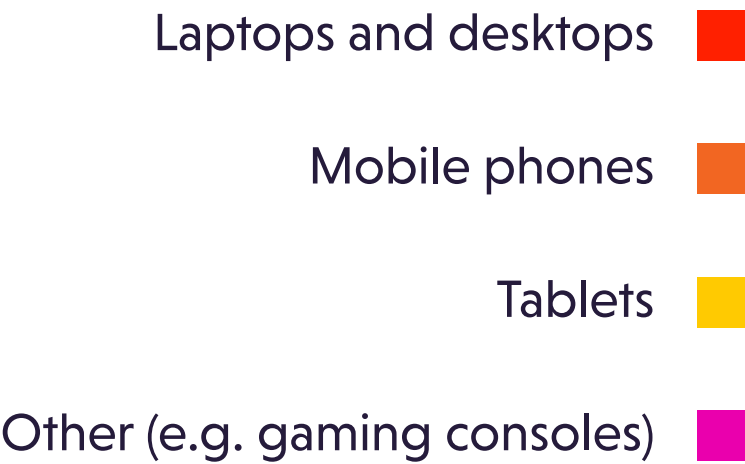 Laptops and desktops
Mobile phones
Tablets
Other (e.g. gaming consoles)